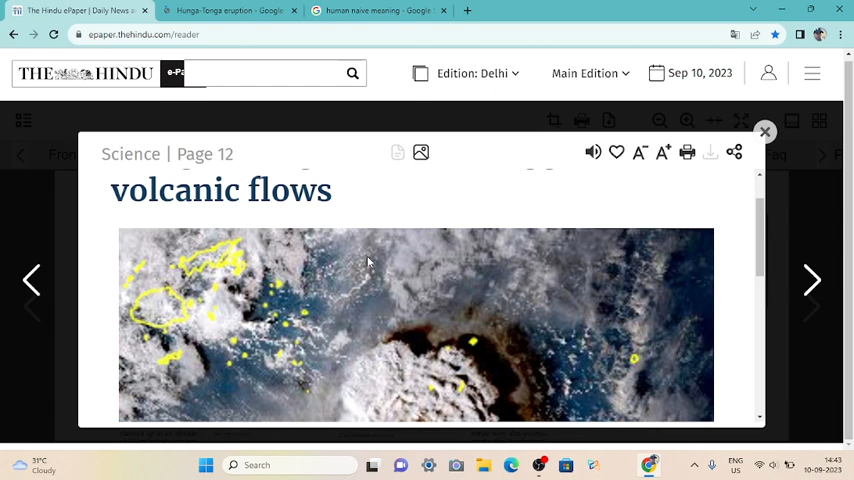 The Hindu ePaper | Daily News a
Hunga-Tonga eruption - Google
human naive meaning - Google
epaper.thehindu.com/reader
THE HINDU
e-Pa
Edition: Delhi
Main Edition
Sep 10, 2023
Fron
Faq
P
Science | Page 12
A-
A+
volcanic flows
31°C
Cloudy
Search
ENG
US
14:43
10-09-2023